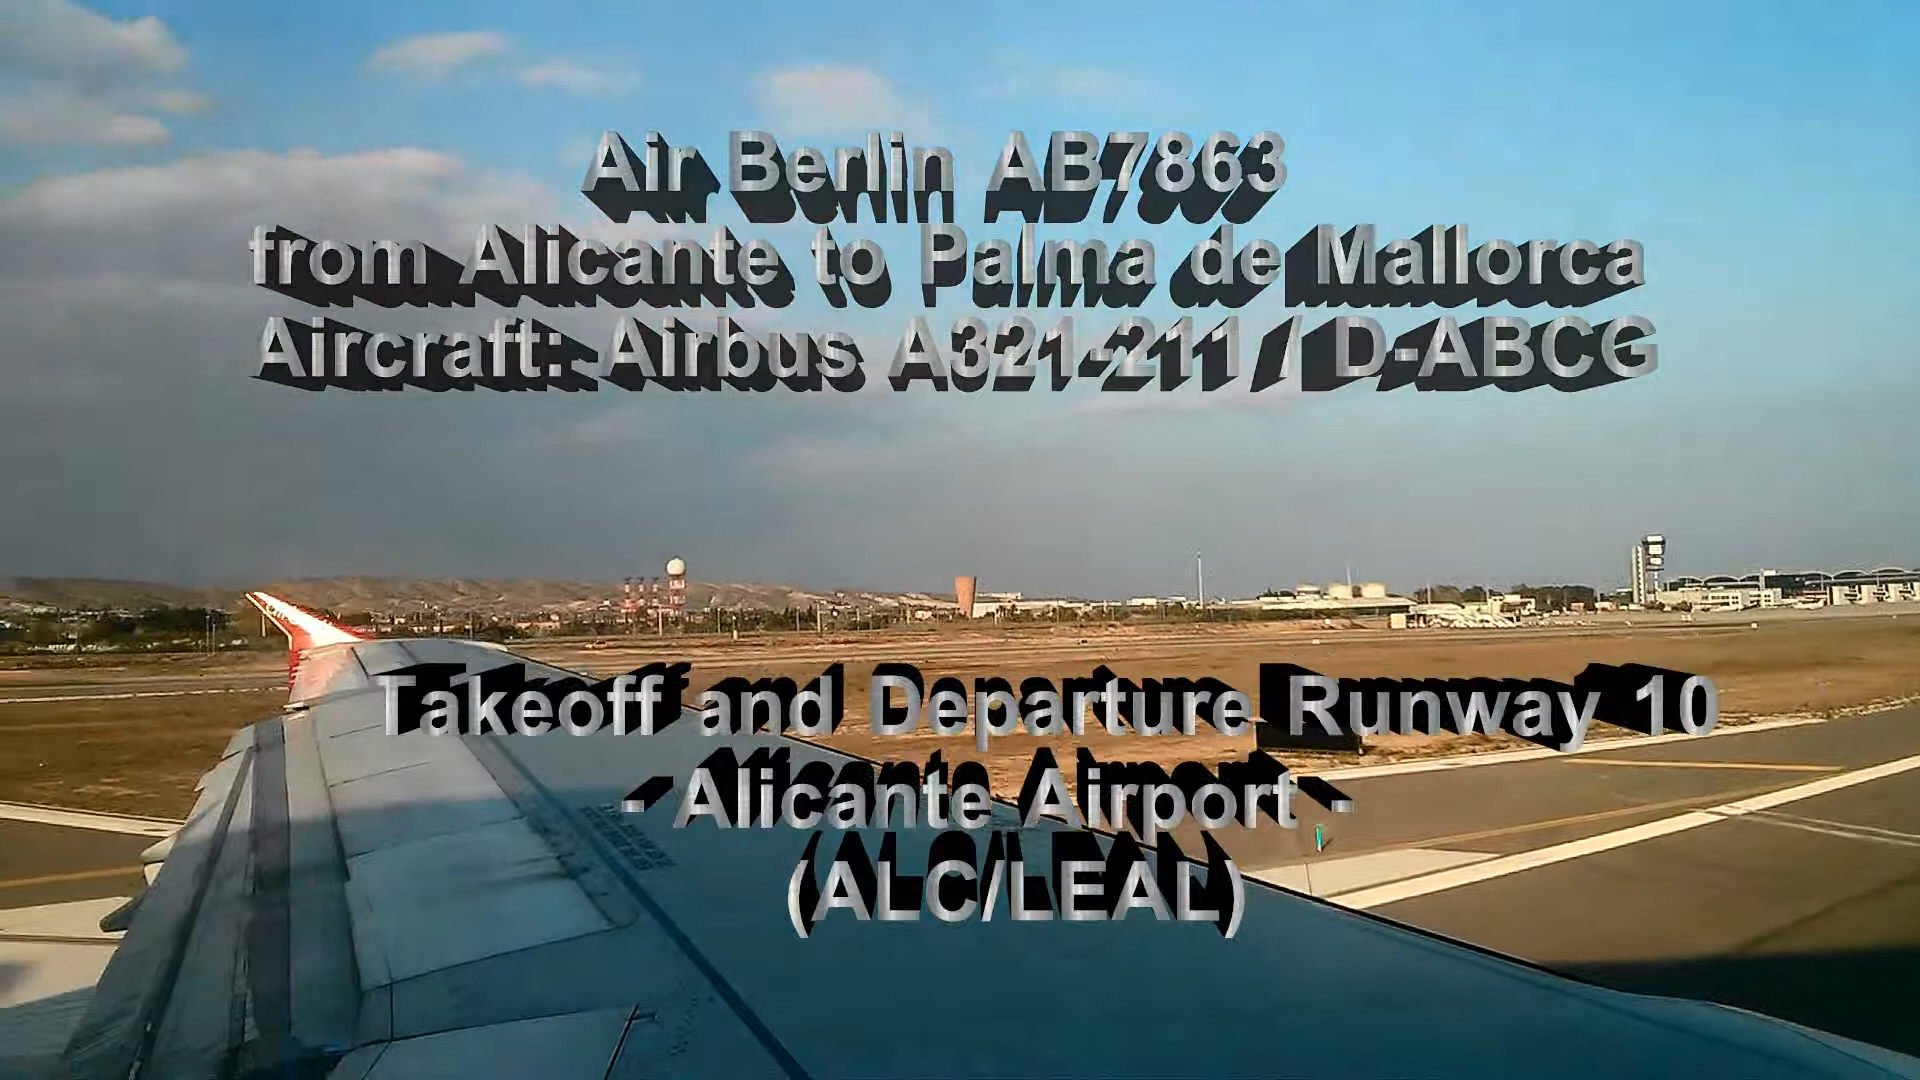 Air Berlin AB7863
from Alicante to Palma de Mallorca
Aircraft: Airbus A321-211 / D-ABCG
Takeoff and Departure Runway 10
- Alicante Airport -
(ALC/LEAL)